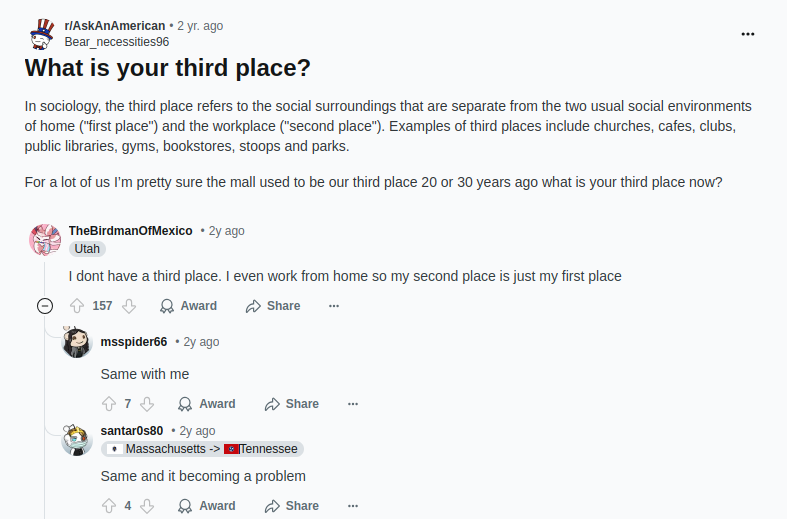 r/AskAnAmerican • 2 yr. ago
Bear_necessities96
What is your third place?
In sociology, the third place refers to the social surroundings that are separate from the two usual social environments
of home ("first place") and the workplace ("second place"). Examples of third places include churches, cafes, clubs,
public libraries, gyms, bookstores, stoops and parks.
For a lot of us I’m pretty sure the mall used to be our third place 20 or 30 years ago what is your third place now?
TheBirdmanOfMexico • 2y ago
Utah
I dont have a third place. I even work from home so my second place is just my first place
157 Award Share
msspider66 • 2y ago
Same with me
7 Award Share
santar0s80 • 2y ago
Massachusetts -> Tennessee
Same and it becoming a problem
4 Award Share